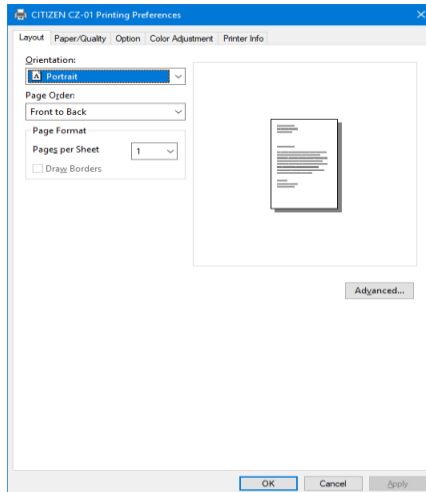 CITIZEN CZ-01 Printing Preferences
Layout Paper/Quality Option Color Adjustment Printer Info
Orientation:
A Portrait
Page Order:
Front to Back
Page Format
Pages per Sheet 1
Draw Borders
Advanced...
OK Cancel Apply